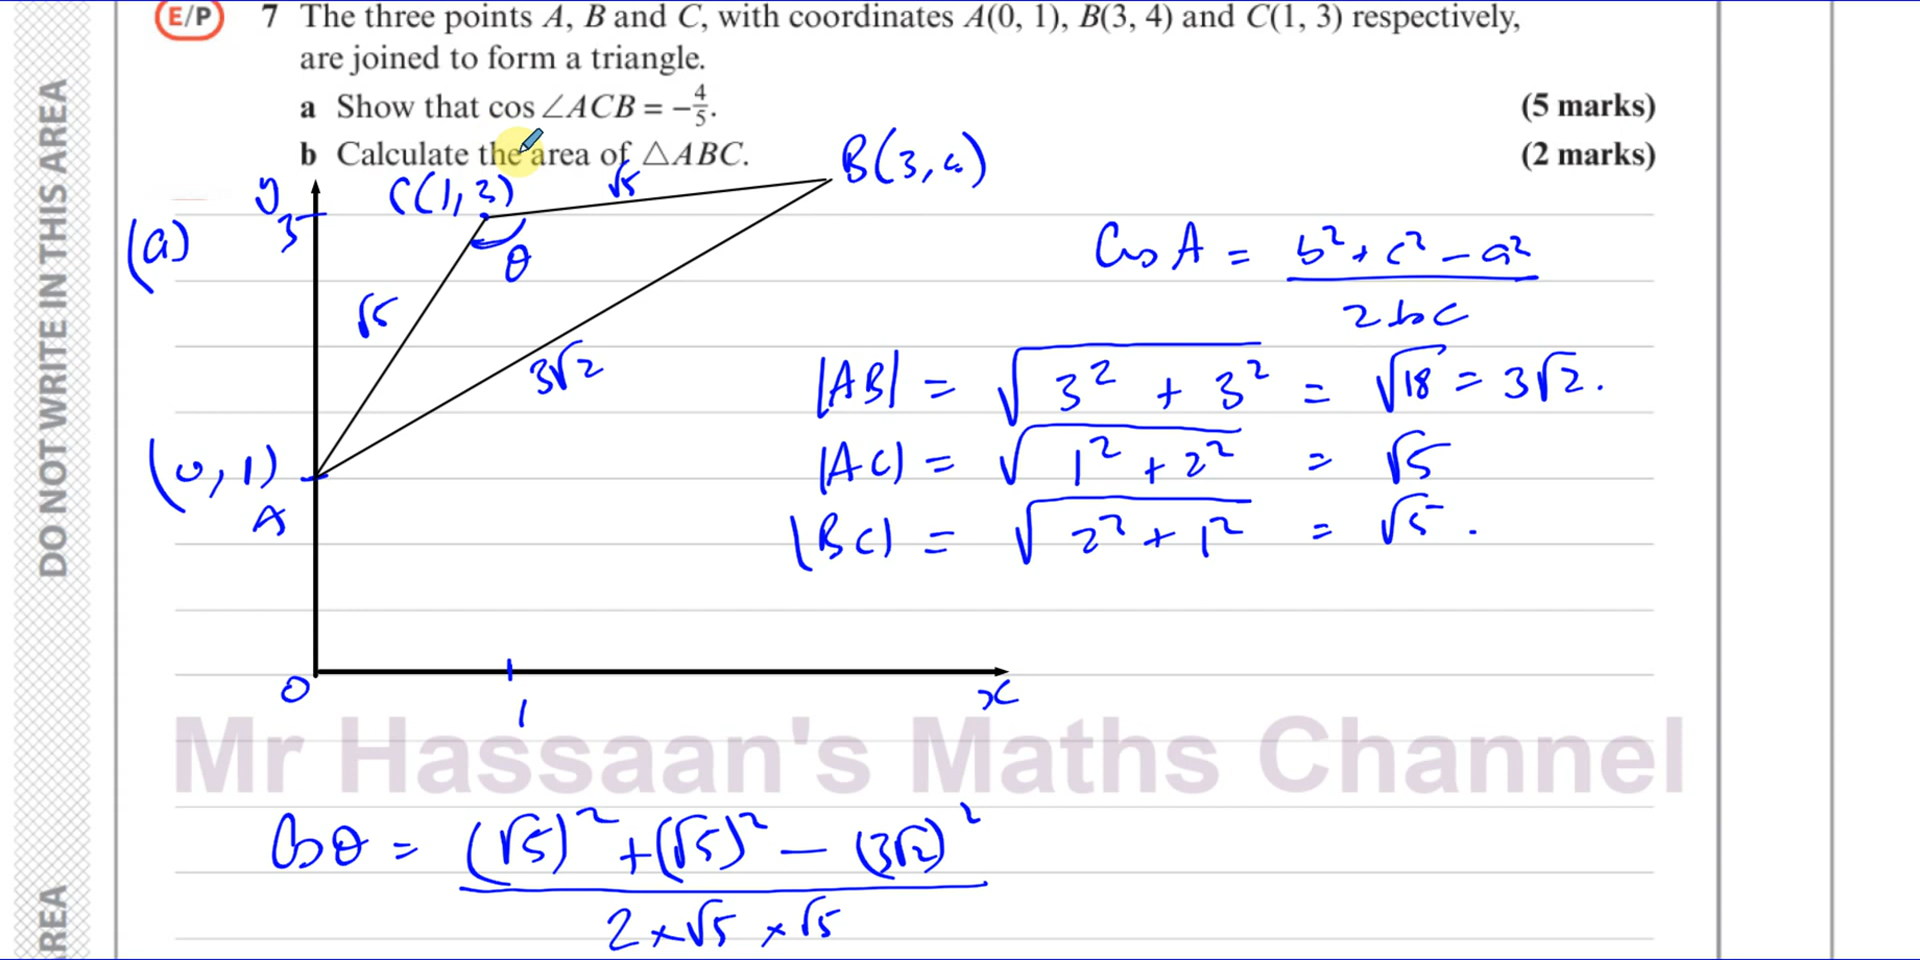 E/P 7 The three points A, B and C, with coordinates A(0, 1), B(3, 4) and C(1, 3) respectively,
are joined to form a triangle.
a Show that cos ∠ACB = −4/5. (5 marks)
b Calculate the area of △ABC. (2 marks)
(a)
y
3
C(1,3)
√5
B(3,4)
θ
√5
3√2
(0,1)
A
O
1
x
Cos A = (b² + c² − a²) / 2bc
|AB| = √(3² + 3²) = √18 = 3√2.
|AC| = √(1² + 2²) = √5
|BC| = √(2² + 1²) = √5.
Mr Hassaan's Maths Channel
Cos θ = ((√5)² + (√5)² − (3√2)²) / (2 × √5 × √5)
DO NOT WRITE IN THIS AREA
REA